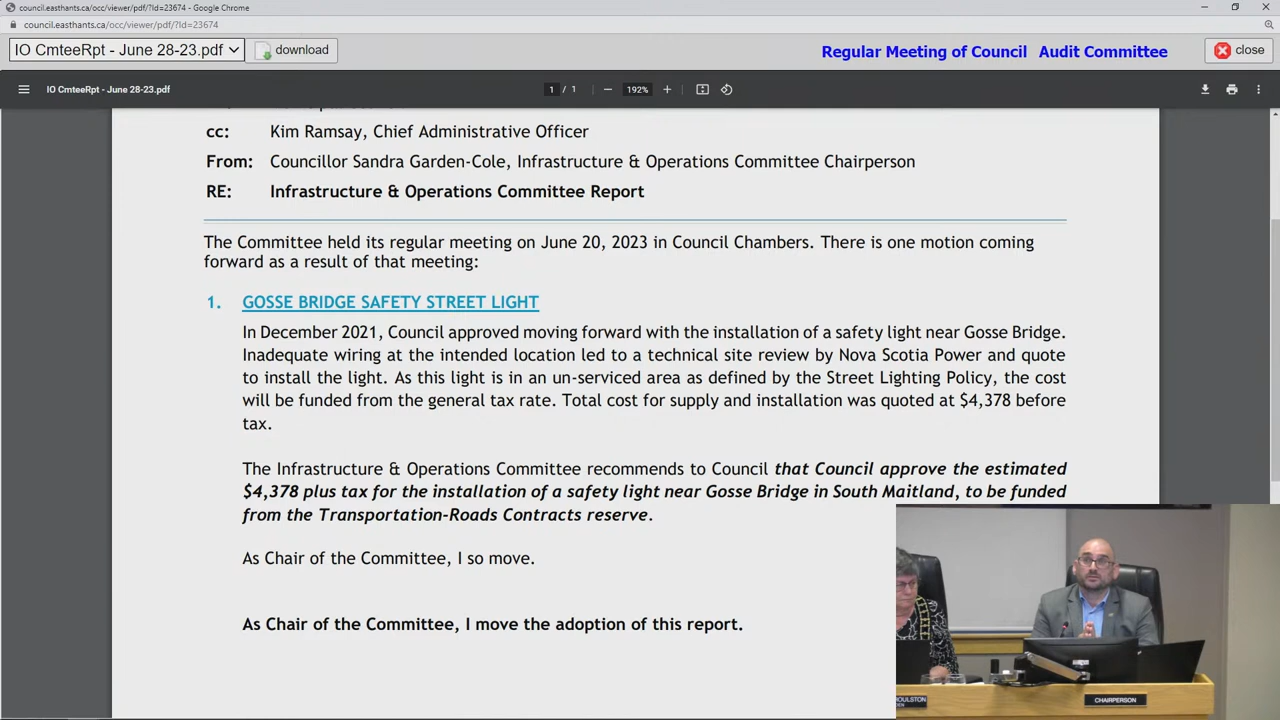 council.easthants.ca/occ/viewer/pdf/?Id=23674 - Google Chrome
council.easthants.ca/occ/viewer/pdf/?Id=23674
IO CmteeRpt - June 28-23.pdf
download
Regular Meeting of Council Audit Committee
close
IO CmteeRpt - June 28-23.pdf
1 / 1
192%
cc: Kim Ramsay, Chief Administrative Officer
From: Councillor Sandra Garden-Cole, Infrastructure & Operations Committee Chairperson
RE: Infrastructure & Operations Committee Report
The Committee held its regular meeting on June 20, 2023 in Council Chambers. There is one motion coming
forward as a result of that meeting:
1. GOSSE BRIDGE SAFETY STREET LIGHT
In December 2021, Council approved moving forward with the installation of a safety light near Gosse Bridge.
Inadequate wiring at the intended location led to a technical site review by Nova Scotia Power and quote
to install the light. As this light is in an un-serviced area as defined by the Street Lighting Policy, the cost
will be funded from the general tax rate. Total cost for supply and installation was quoted at $4,378 before
tax.
The Infrastructure & Operations Committee recommends to Council that Council approve the estimated
$4,378 plus tax for the installation of a safety light near Gosse Bridge in South Maitland, to be funded
from the Transportation-Roads Contracts reserve.
As Chair of the Committee, I so move.
As Chair of the Committee, I move the adoption of this report.
CHAIRPERSON